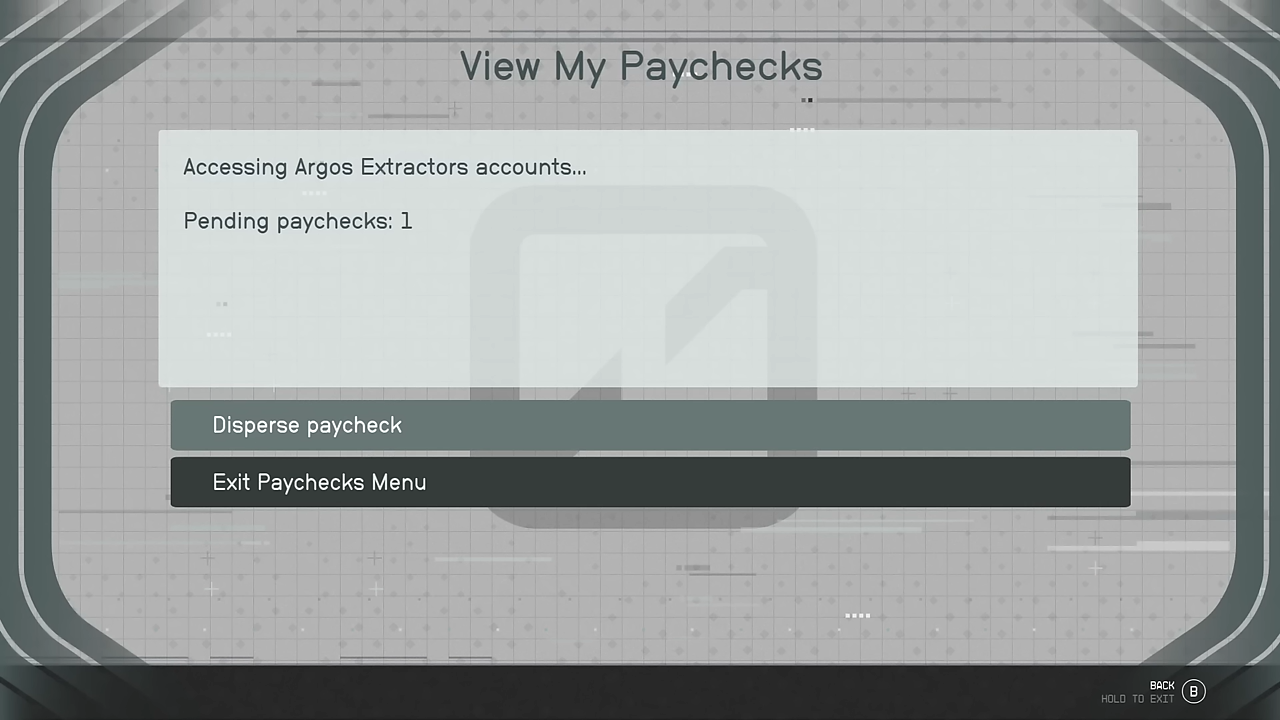 View My Paychecks
Accessing Argos Extractors accounts...
Pending paychecks: 1
Disperse paycheck
Exit Paychecks Menu
BACK
HOLD TO EXIT
B